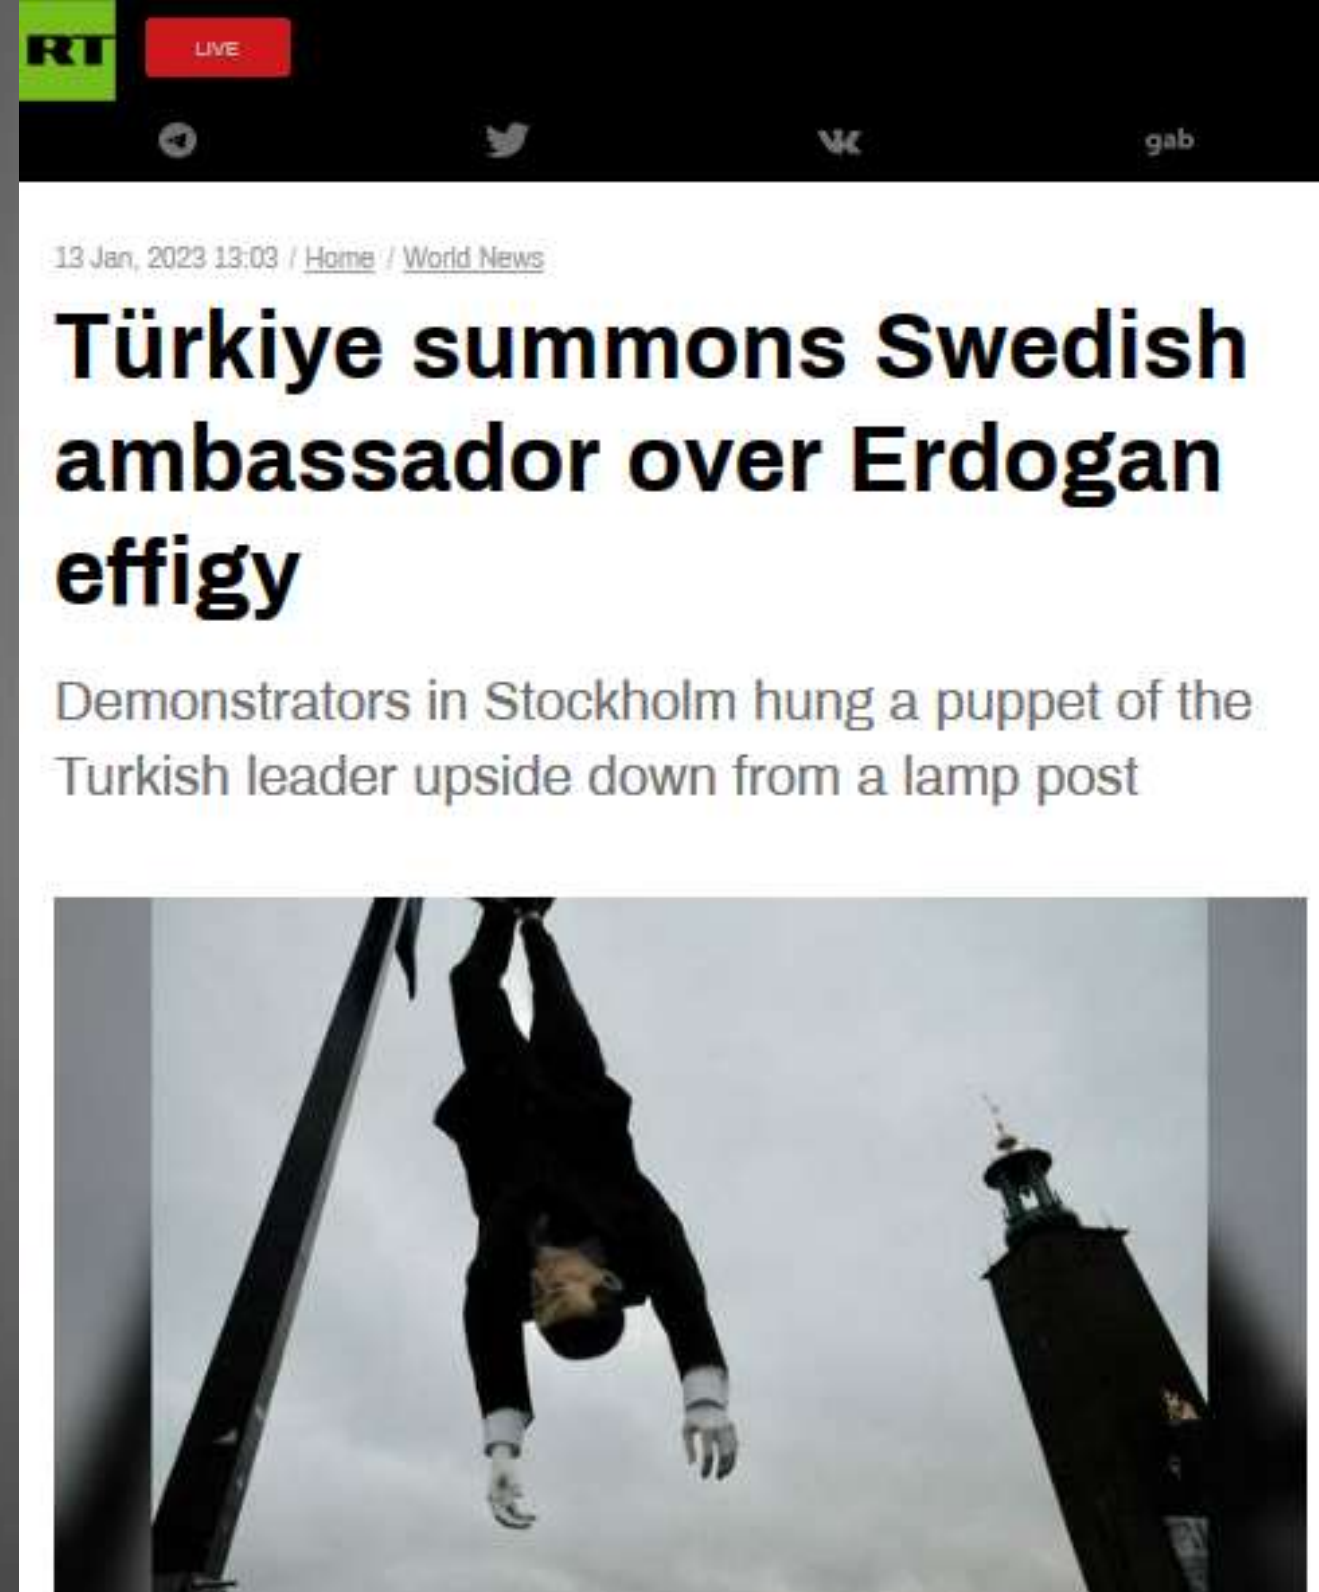 RT
LIVE
gab
13 Jan, 2023 13:03 / Home / World News
Türkiye summons Swedish
ambassador over Erdogan
effigy
Demonstrators in Stockholm hung a puppet of the
Turkish leader upside down from a lamp post